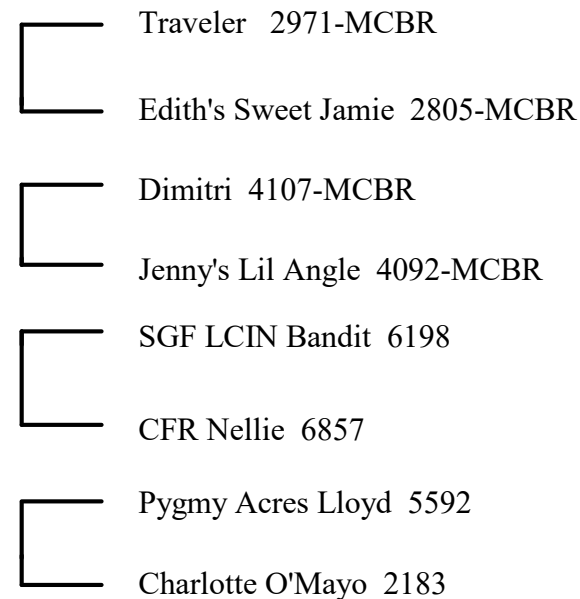 Traveler 2971-MCBR
Edith's Sweet Jamie 2805-MCBR
Dimitri 4107-MCBR
Jenny's Lil Angle 4092-MCBR
SGF LCIN Bandit 6198
CFR Nellie 6857
Pygmy Acres Lloyd 5592
Charlotte O'Mayo 2183